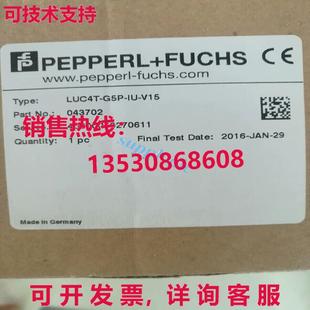 可技术支持
PEPPERL+FUCHS CE
www.pepperl-fuchs.com
Type: LUC4T-G5P-IU-V15
Part No.: 043702
销售热线:
270611
Quantity: 1 pc
Final Test Date: 2016-JAN-29
13530868608
Made in Germany
可开发票,详询客服